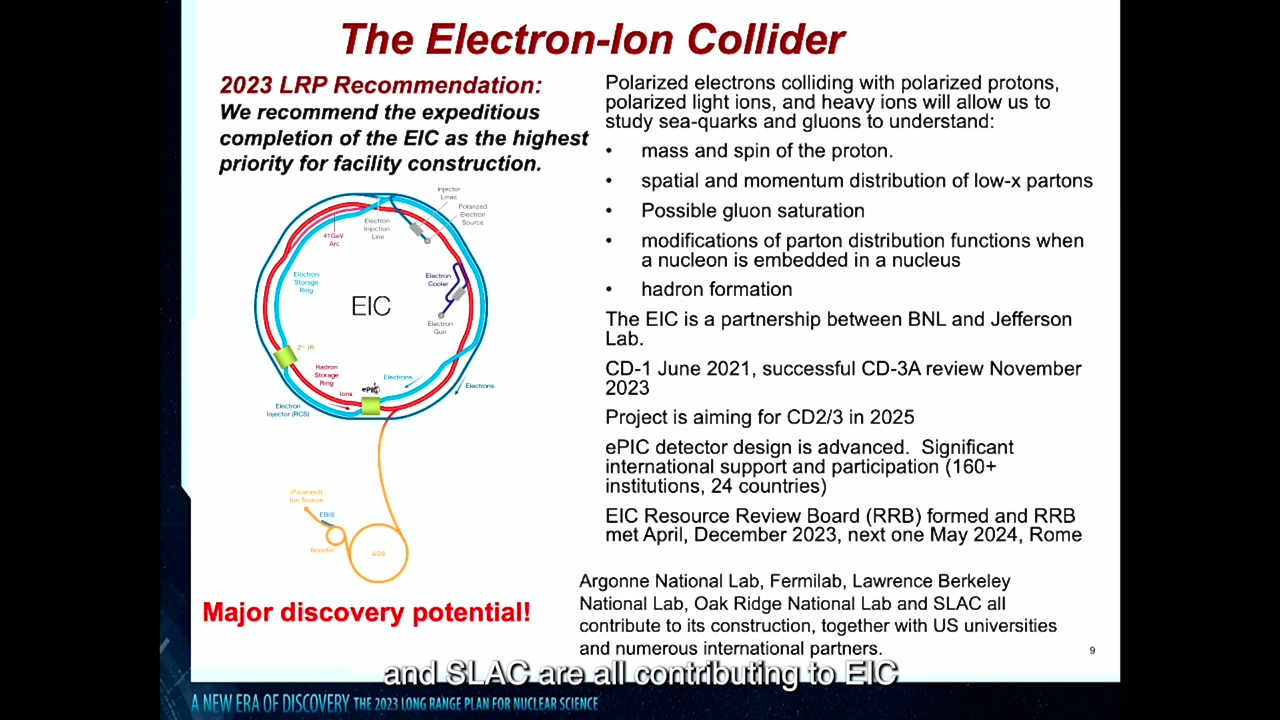 The Electron-Ion Collider
2023 LRP Recommendation:
We recommend the expeditious
completion of the EIC as the highest
priority for facility construction.
Injector
Linac
Polarized
Electron
Source
Electron
Injection
Line
41GeV
Arc
Electron
Storage
Ring
Electron
Cooler
EIC
Electron
Gun
2ⁿᵈ IR
Hadron
Storage
Ring
Electrons
ePIC
Ions
Electrons
Electron
Injector (RCS)
(Polarized)
Ion Source
EBIS
Booster
AGS
Major discovery potential!
Polarized electrons colliding with polarized protons,
polarized light ions, and heavy ions will allow us to
study sea-quarks and gluons to understand:
• mass and spin of the proton.
• spatial and momentum distribution of low-x partons
• Possible gluon saturation
• modifications of parton distribution functions when
a nucleon is embedded in a nucleus
• hadron formation
The EIC is a partnership between BNL and Jefferson
Lab.
CD-1 June 2021, successful CD-3A review November
2023
Project is aiming for CD2/3 in 2025
ePIC detector design is advanced. Significant
international support and participation (160+
institutions, 24 countries)
EIC Resource Review Board (RRB) formed and RRB
met April, December 2023, next one May 2024, Rome
Argonne National Lab, Fermilab, Lawrence Berkeley
National Lab, Oak Ridge National Lab and SLAC all
contribute to its construction, together with US universities
and numerous international partners.
9
and SLAC are all contributing to EIC
A NEW ERA OF DISCOVERY THE 2023 LONG RANGE PLAN FOR NUCLEAR SCIENCE